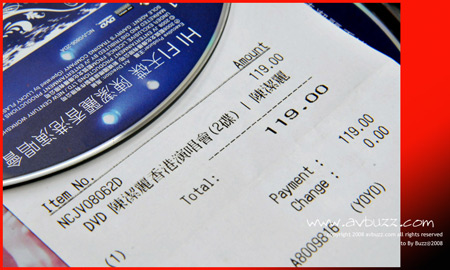 HIFI天碟 陳潔麗香港演唱會
DVD
Item No.
Amount
NCJV08062D
119.00
DVD 陳潔麗香港演唱會(2碟) | 陳潔麗
Total:
119.00
Payment :
119.00
Change :
0.00
(1)
A8009816
(YOYO)
www.avbuzz.com
copyright 2008 avbuzz.com all rights reserved
Photo By Buzz@2008